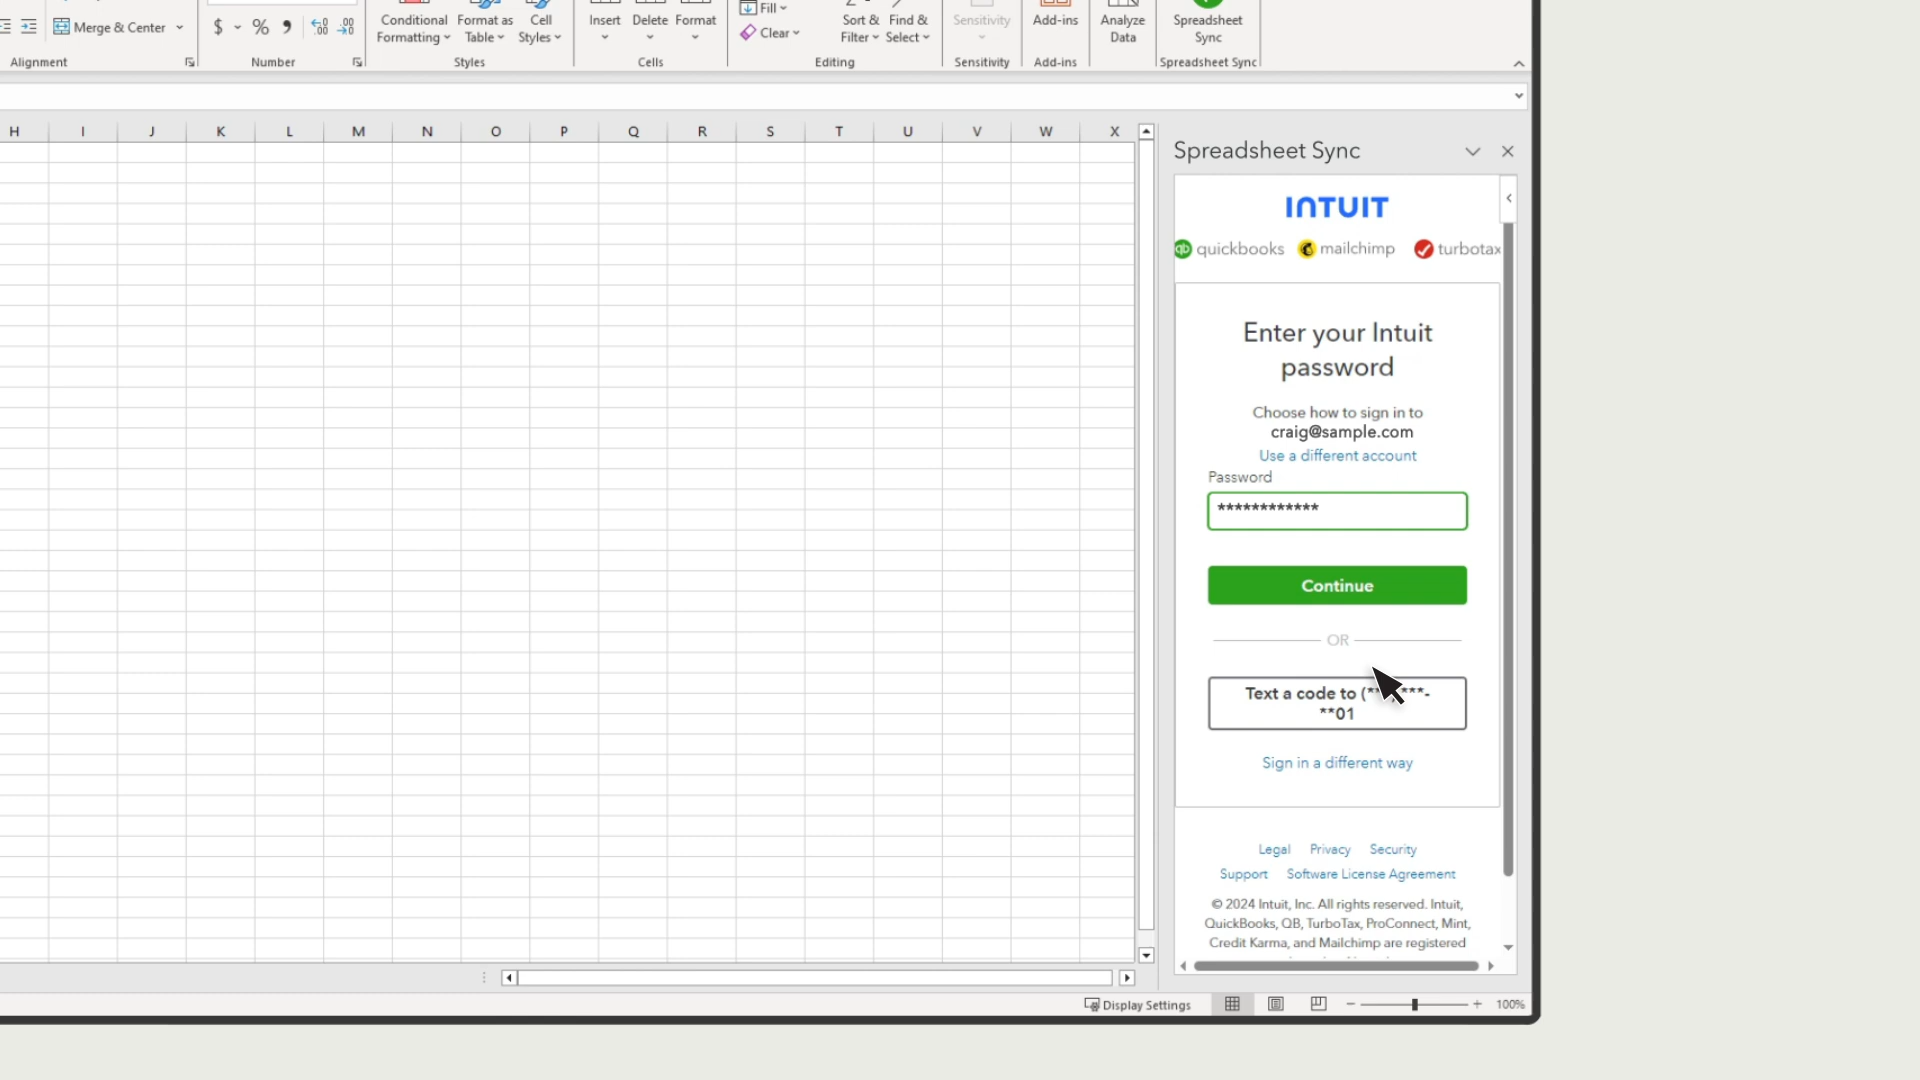 Merge & Center
$ % 9
Conditional Formatting
Format as Table
Cell Styles
Insert
Delete
Format
Fill
Clear
Sort & Filter
Find & Select
Sensitivity
Add-ins
Analyze Data
Spreadsheet Sync
Alignment
Number
Styles
Cells
Editing
Sensitivity
Add-ins
Spreadsheet Sync
H I J K L M N O P Q R S T U V W X
Spreadsheet Sync
INTUIT
qb quickbooks mailchimp turbotax
Enter your Intuit
password
Choose how to sign in to
craig@sample.com
Use a different account
Password
************
Continue
OR
Text a code to (** ***-
**01
Sign in a different way
Legal Privacy Security
Support Software License Agreement
© 2024 Intuit, Inc. All rights reserved. Intuit,
QuickBooks, QB, TurboTax, ProConnect, Mint,
Credit Karma, and Mailchimp are registered
Display Settings
100%